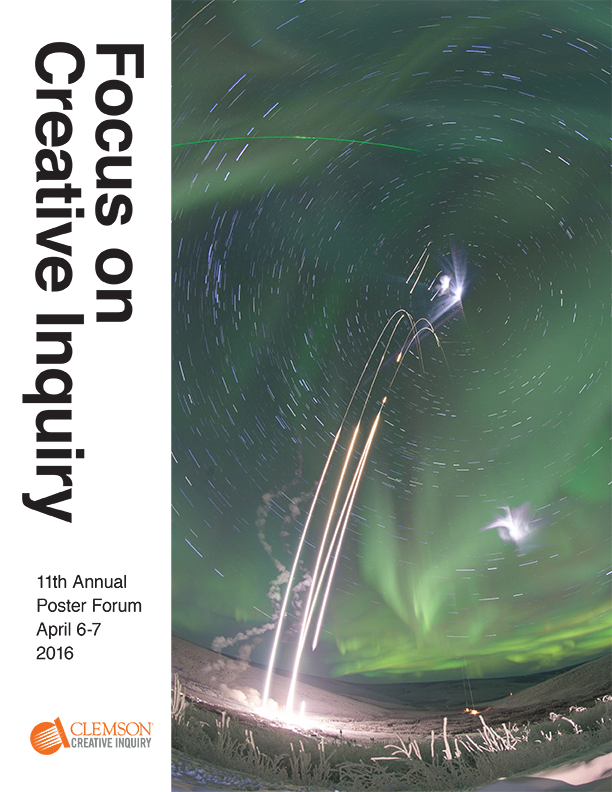 Focus on
Creative Inquiry
11th Annual
Poster Forum
April 6-7
2016
CLEMSON®
CREATIVE INQUIRY